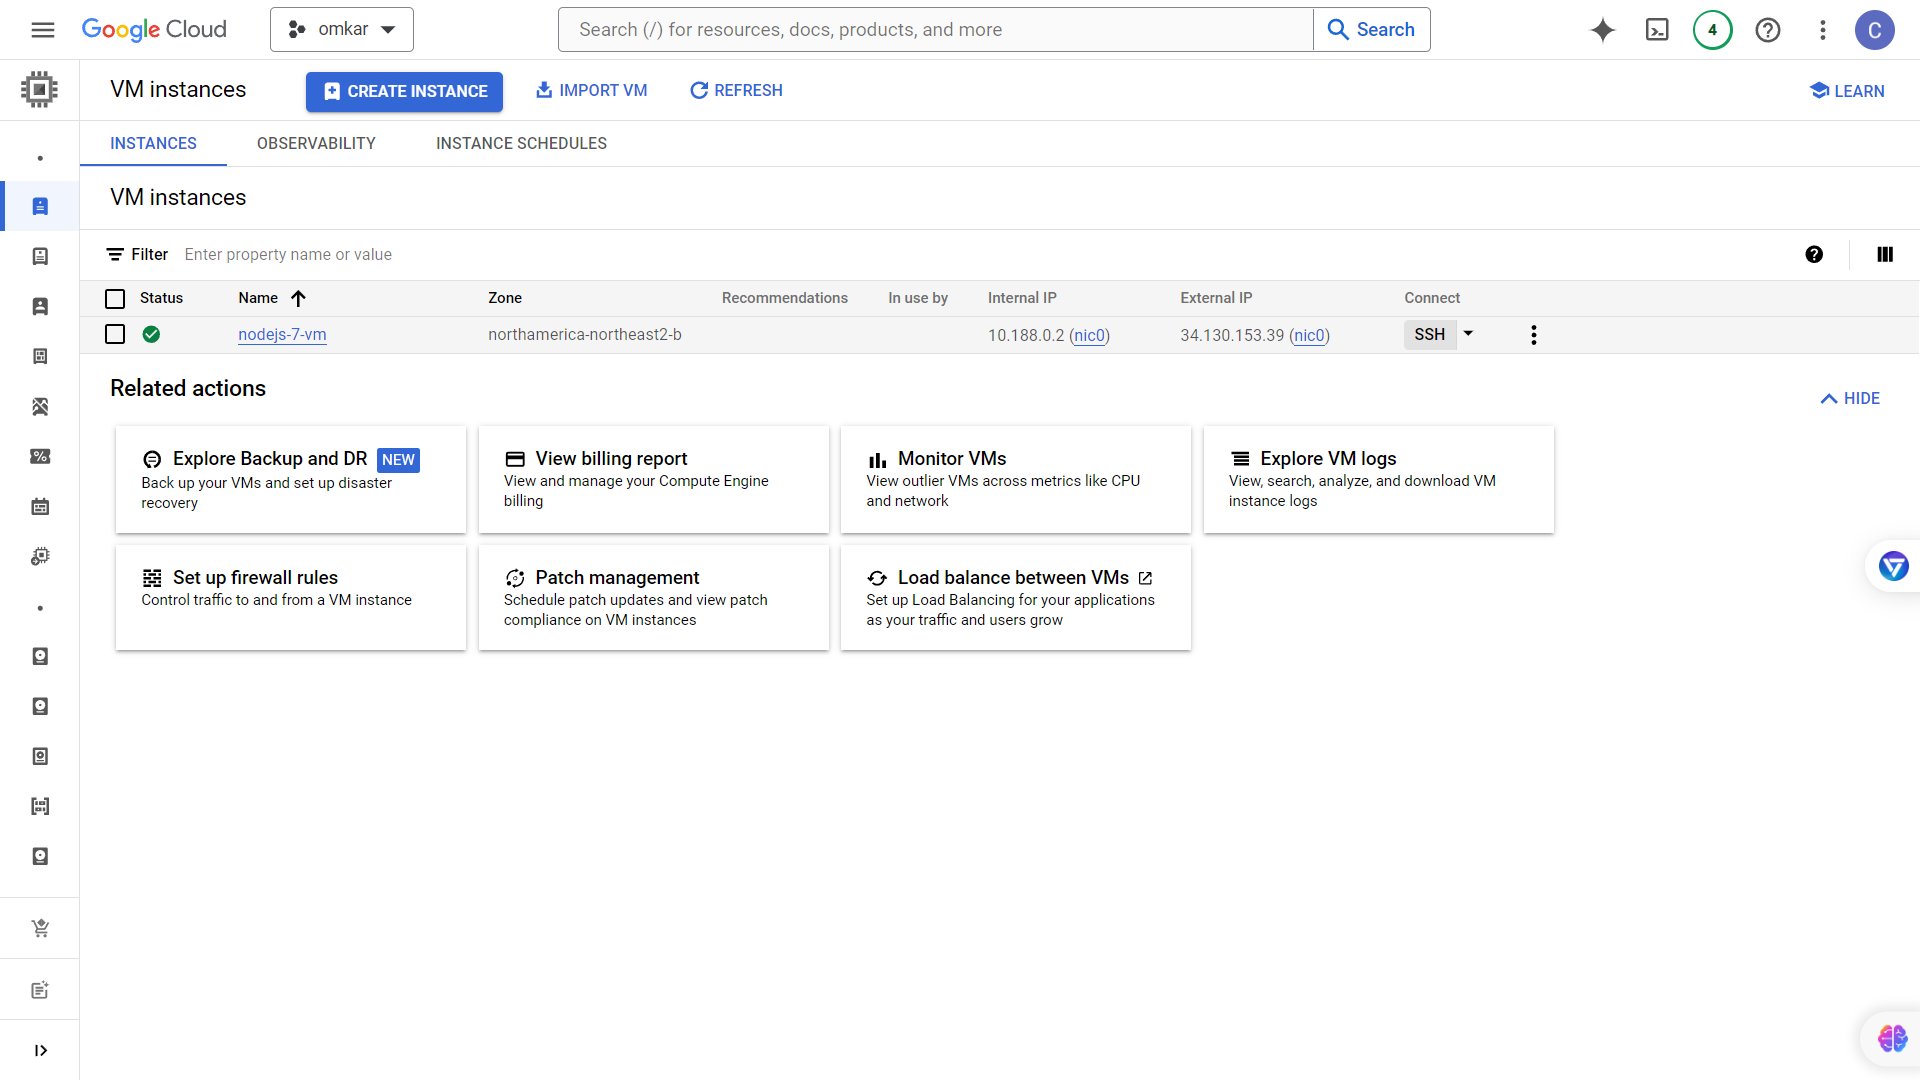 Google Cloud
omkar
Search (/) for resources, docs, products, and more
Search
4
C
VM instances
CREATE INSTANCE
IMPORT VM
REFRESH
LEARN
INSTANCES
OBSERVABILITY
INSTANCE SCHEDULES
VM instances
Filter
Enter property name or value
Status
Name
Zone
Recommendations
In use by
Internal IP
External IP
Connect
nodejs-7-vm
northamerica-northeast2-b
10.188.0.2 (nic0)
34.130.153.39 (nic0)
SSH
Related actions
HIDE
Explore Backup and DR NEW
Back up your VMs and set up disaster
recovery
View billing report
View and manage your Compute Engine
billing
Monitor VMs
View outlier VMs across metrics like CPU
and network
Explore VM logs
View, search, analyze, and download VM
instance logs
Set up firewall rules
Control traffic to and from a VM instance
Patch management
Schedule patch updates and view patch
compliance on VM instances
Load balance between VMs
Set up Load Balancing for your applications
as your traffic and users grow